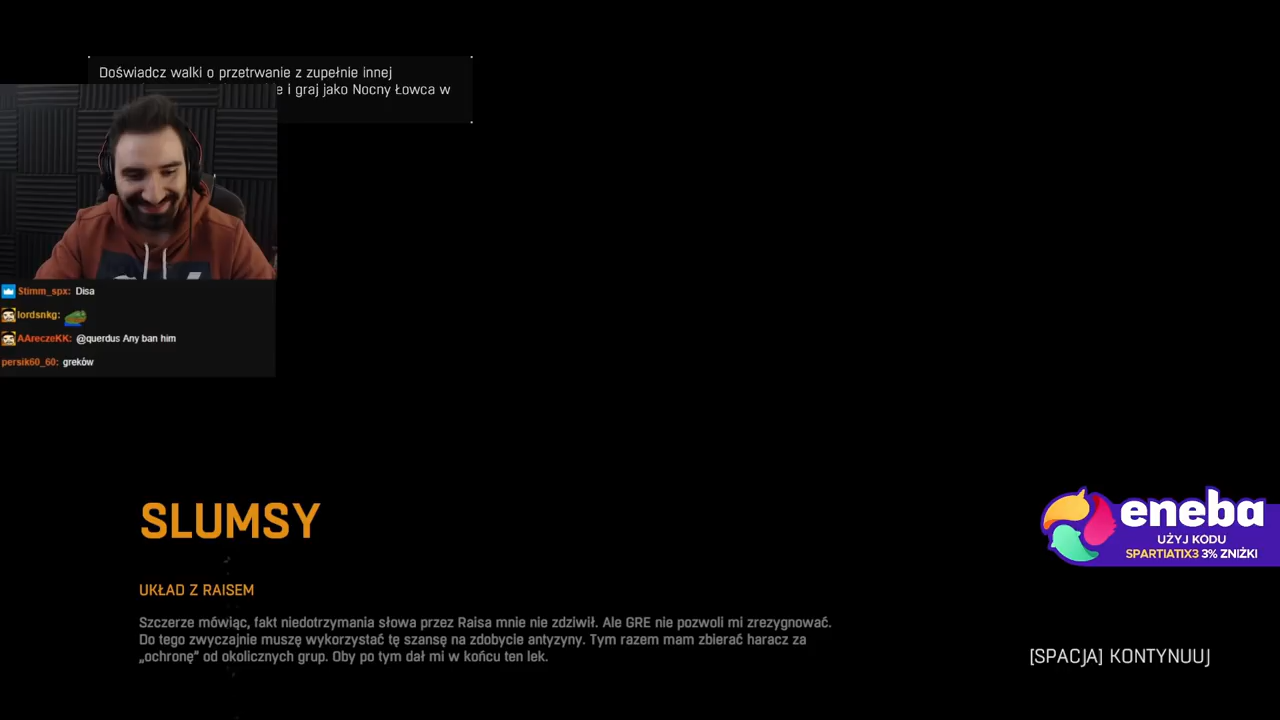 Doświadcz walki o przetrwanie z zupełnie innej
e i graj jako Nocny Łowca w
Stimm_spx: Disa
lordsnkg:
AAreczeKK: @querdus Any ban him
persik60_60: greków
SLUMSY
UKŁAD Z RAISEM
Szczerze mówiąc, fakt niedotrzymania słowa przez Raisa mnie nie zdziwił. Ale GRE nie pozwoli mi zrezygnować.
Do tego zwyczajnie muszę wykorzystać tę szansę na zdobycie antyzyny. Tym razem mam zbierać haracz za
„ochronę” od okolicznych grup. Oby po tym dał mi w końcu ten lek.
eneba
UŻYJ KODU
SPARTIATIX3 3% ZNIŻKI
[SPACJA] KONTYNUUJ